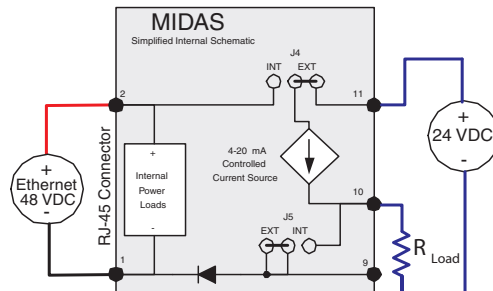 MIDAS
Simplified Internal Schematic
J4
INT EXT
2
11
+
Ethernet
48 VDC
-
RJ-45 Connector
+
Internal
Power
Loads
-
4-20 mA
Controlled
Current Source
+
24 VDC
-
10
J5
EXT INT
1
9
R Load